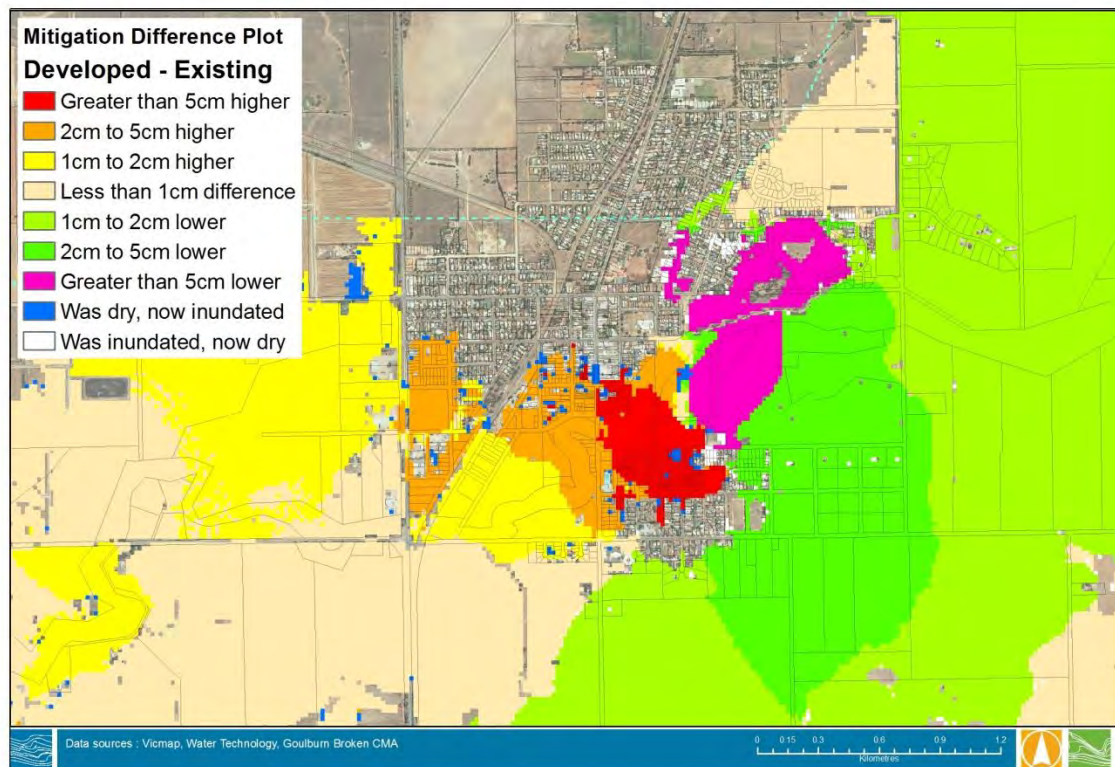 Mitigation Difference Plot
Developed - Existing
Greater than 5cm higher
2cm to 5cm higher
1cm to 2cm higher
Less than 1cm difference
1cm to 2cm lower
2cm to 5cm lower
Greater than 5cm lower
Was dry, now inundated
Was inundated, now dry
Data sources : Vicmap, Water Technology, Goulburn Broken CMA
0 0.15 0.3 0.6 0.9 1.2
Kilometres